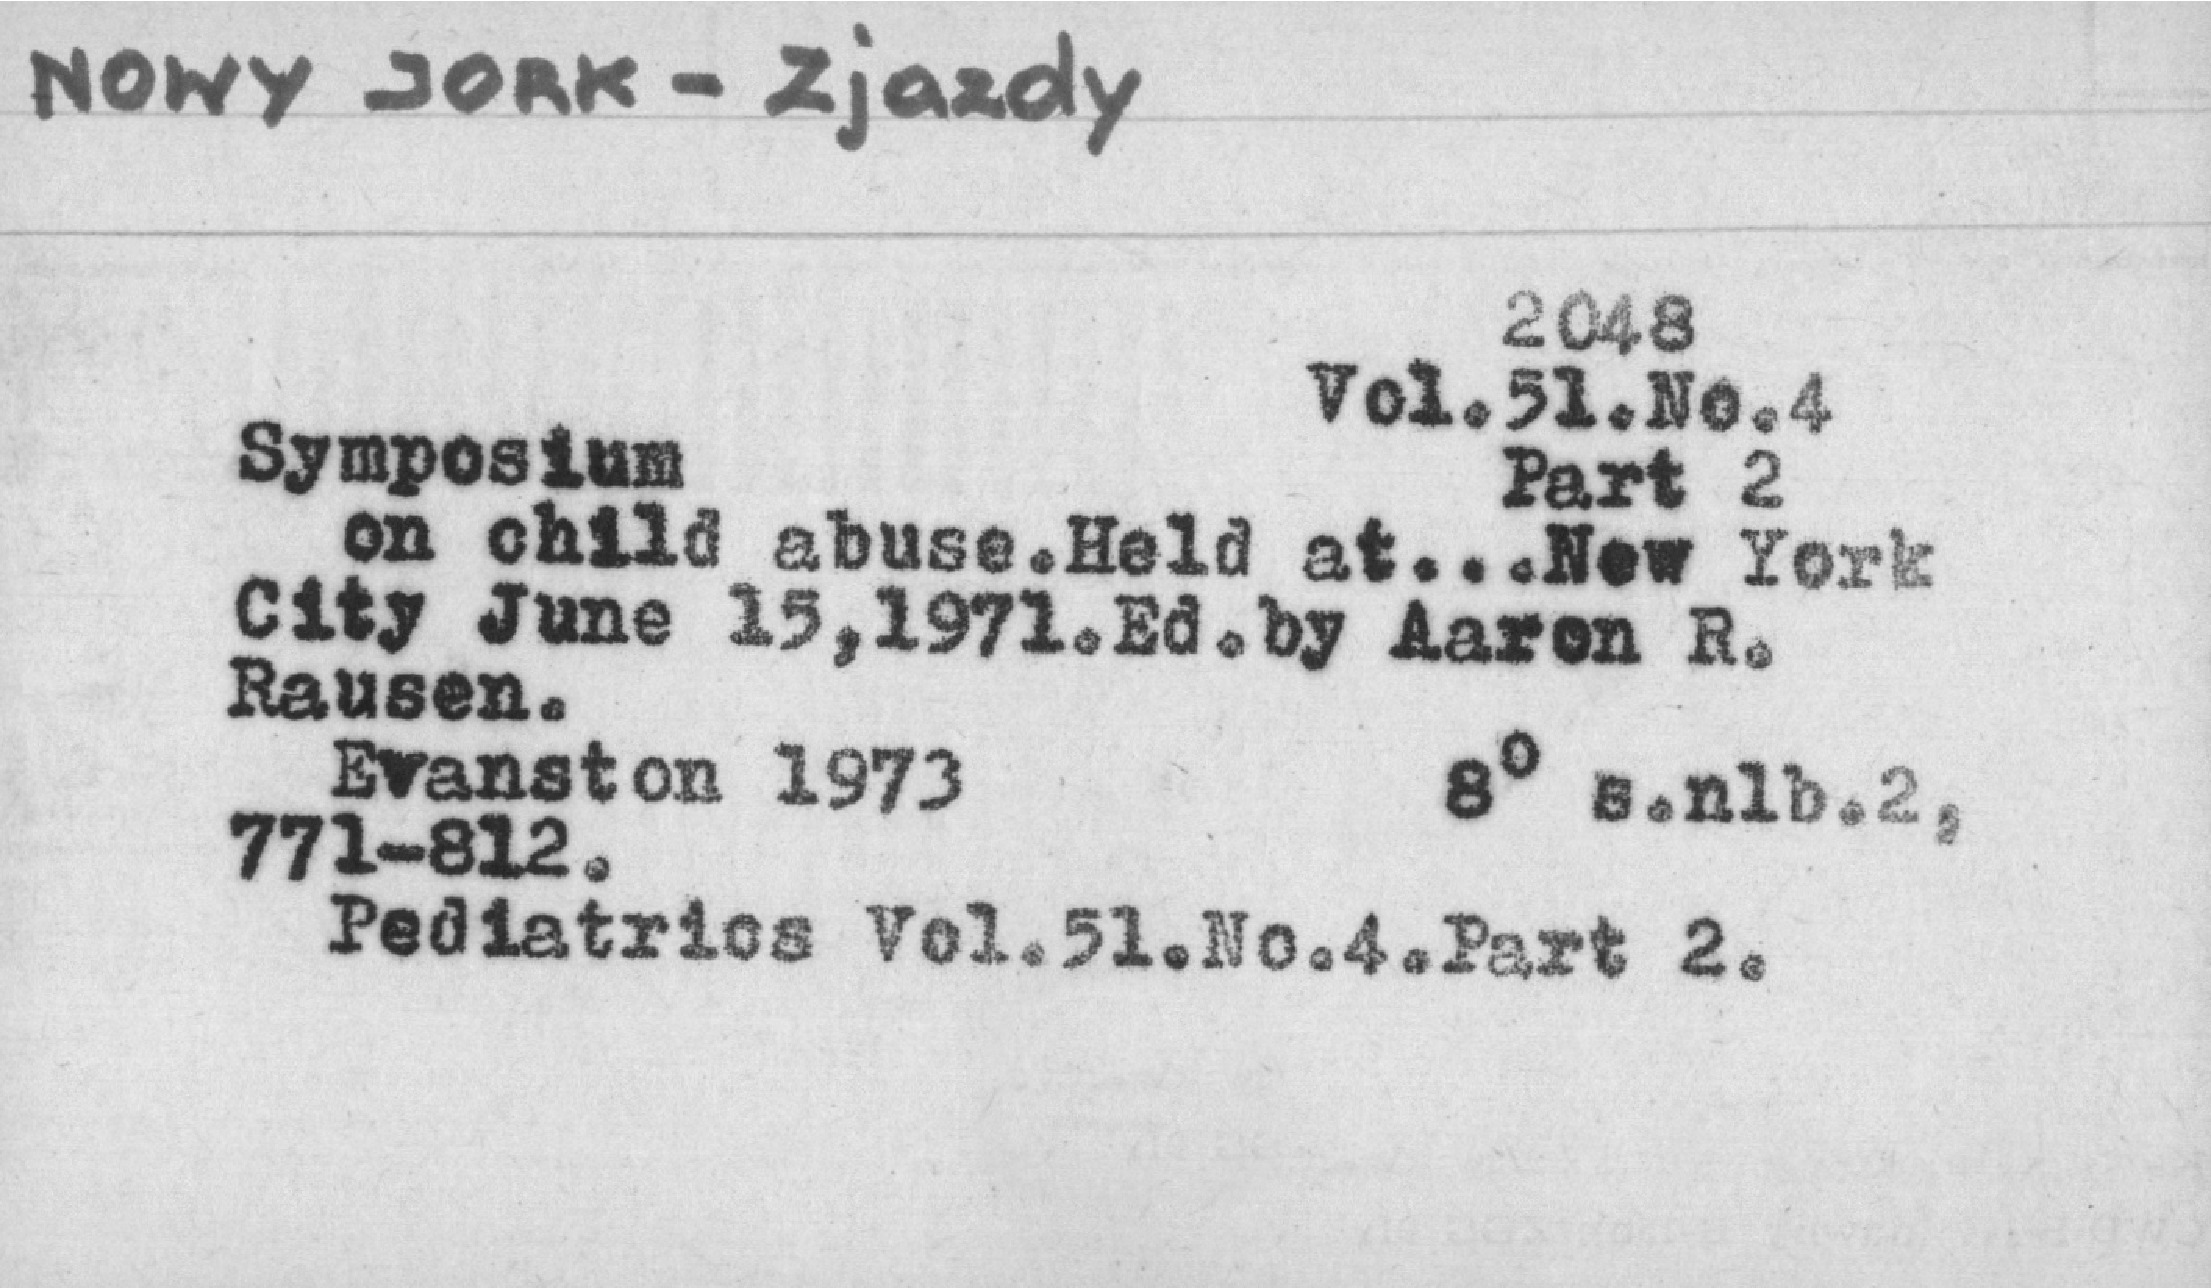 NOWY JORK - Zjazdy
2048
Vol.51.No.4
Part 2
Symposium
on child abuse.Held at...New York
City June 15,1971.Ed.by Aaron R.
Rausen.
Evanston 1973 8° s.nlb.2,
771-812.
Pediatrics Vol.51.No.4.Part 2.